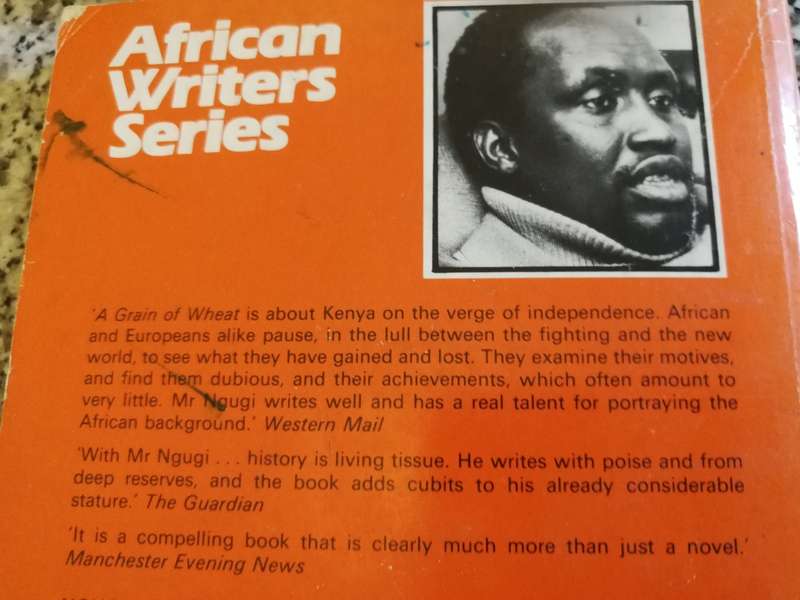 African
Writers
Series
'A Grain of Wheat is about Kenya on the verge of independence. African
and Europeans alike pause, in the lull between the fighting and the new
world, to see what they have gained and lost. They examine their motives,
and find them dubious, and their achievements, which often amount to
very little. Mr Ngugi writes well and has a real talent for portraying the
African background.' Western Mail
'With Mr Ngugi . . . history is living tissue. He writes with poise and from
deep reserves, and the book adds cubits to his already considerable
stature.' The Guardian
'It is a compelling book that is clearly much more than just a novel.'
Manchester Evening News